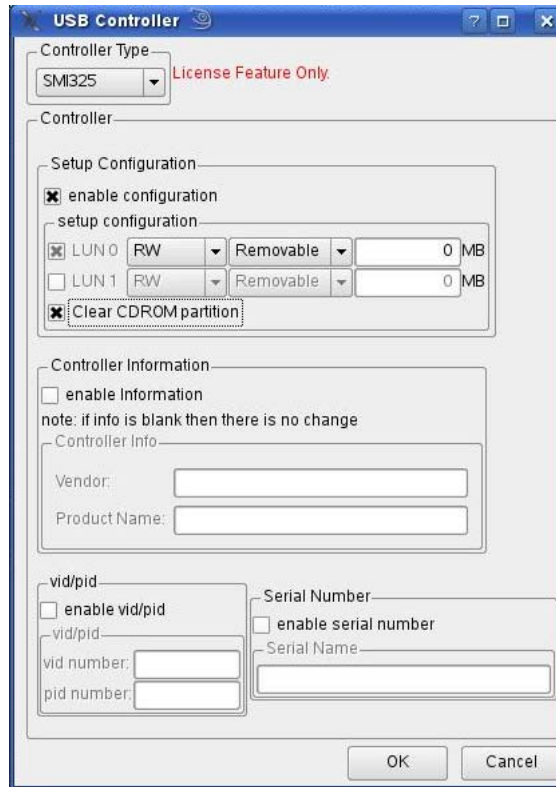 USB Controller
Controller Type
SMI325
License Feature Only.
Controller
Setup Configuration
enable configuration
setup configuration
LUN 0 RW Removable 0 MB
LUN 1 RW Removable 0 MB
Clear CDROM partition
Controller Information
enable Information
note: if info is blank then there is no change
Controller Info
Vendor:
Product Name:
vid/pid
enable vid/pid
vid/pid
vid number:
pid number:
Serial Number
enable serial number
Serial Name
OK Cancel